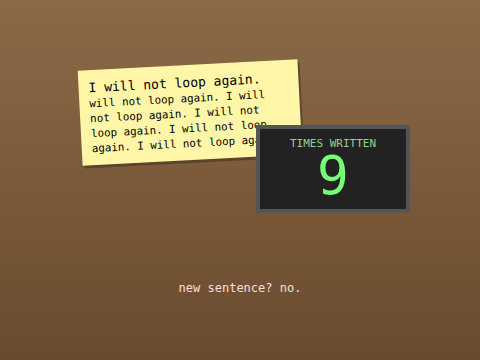 I will not loop again.
will not loop again. I will
not loop again. I will not
loop again. I will not loop
again. I will not loop
TIMES WRITTEN
9
new sentence? no.